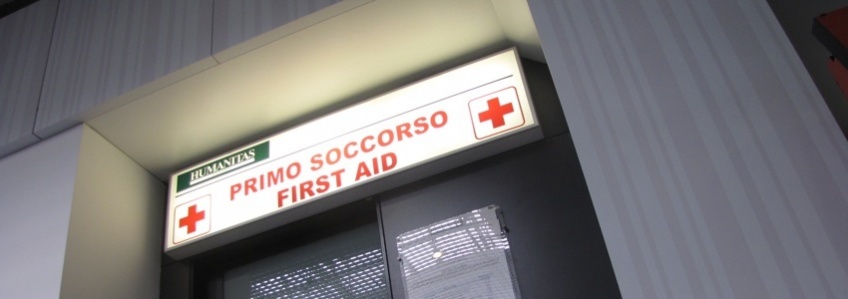 HUMANITAS
PRIMO SOCCORSO
FIRST AID